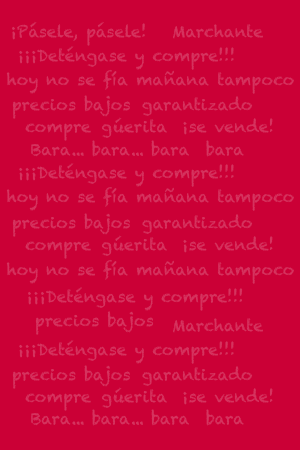 ¡Pásele, pásele! Marchante
¡¡¡Deténgase y compre!!!
hoy no se fía mañana tampoco
precios bajos garantizado
compre gúerita ¡se vende!
Bara... bara... bara bara
¡¡¡Deténgase y compre!!!
hoy no se fía mañana tampoco
precios bajos garantizado
compre gúerita ¡se vende!
hoy no se fía mañana tampoco
¡¡¡Deténgase y compre!!!
precios bajos Marchante
¡¡¡Deténgase y compre!!!
precios bajos garantizado
compre gúerita ¡se vende!
Bara... bara... bara bara